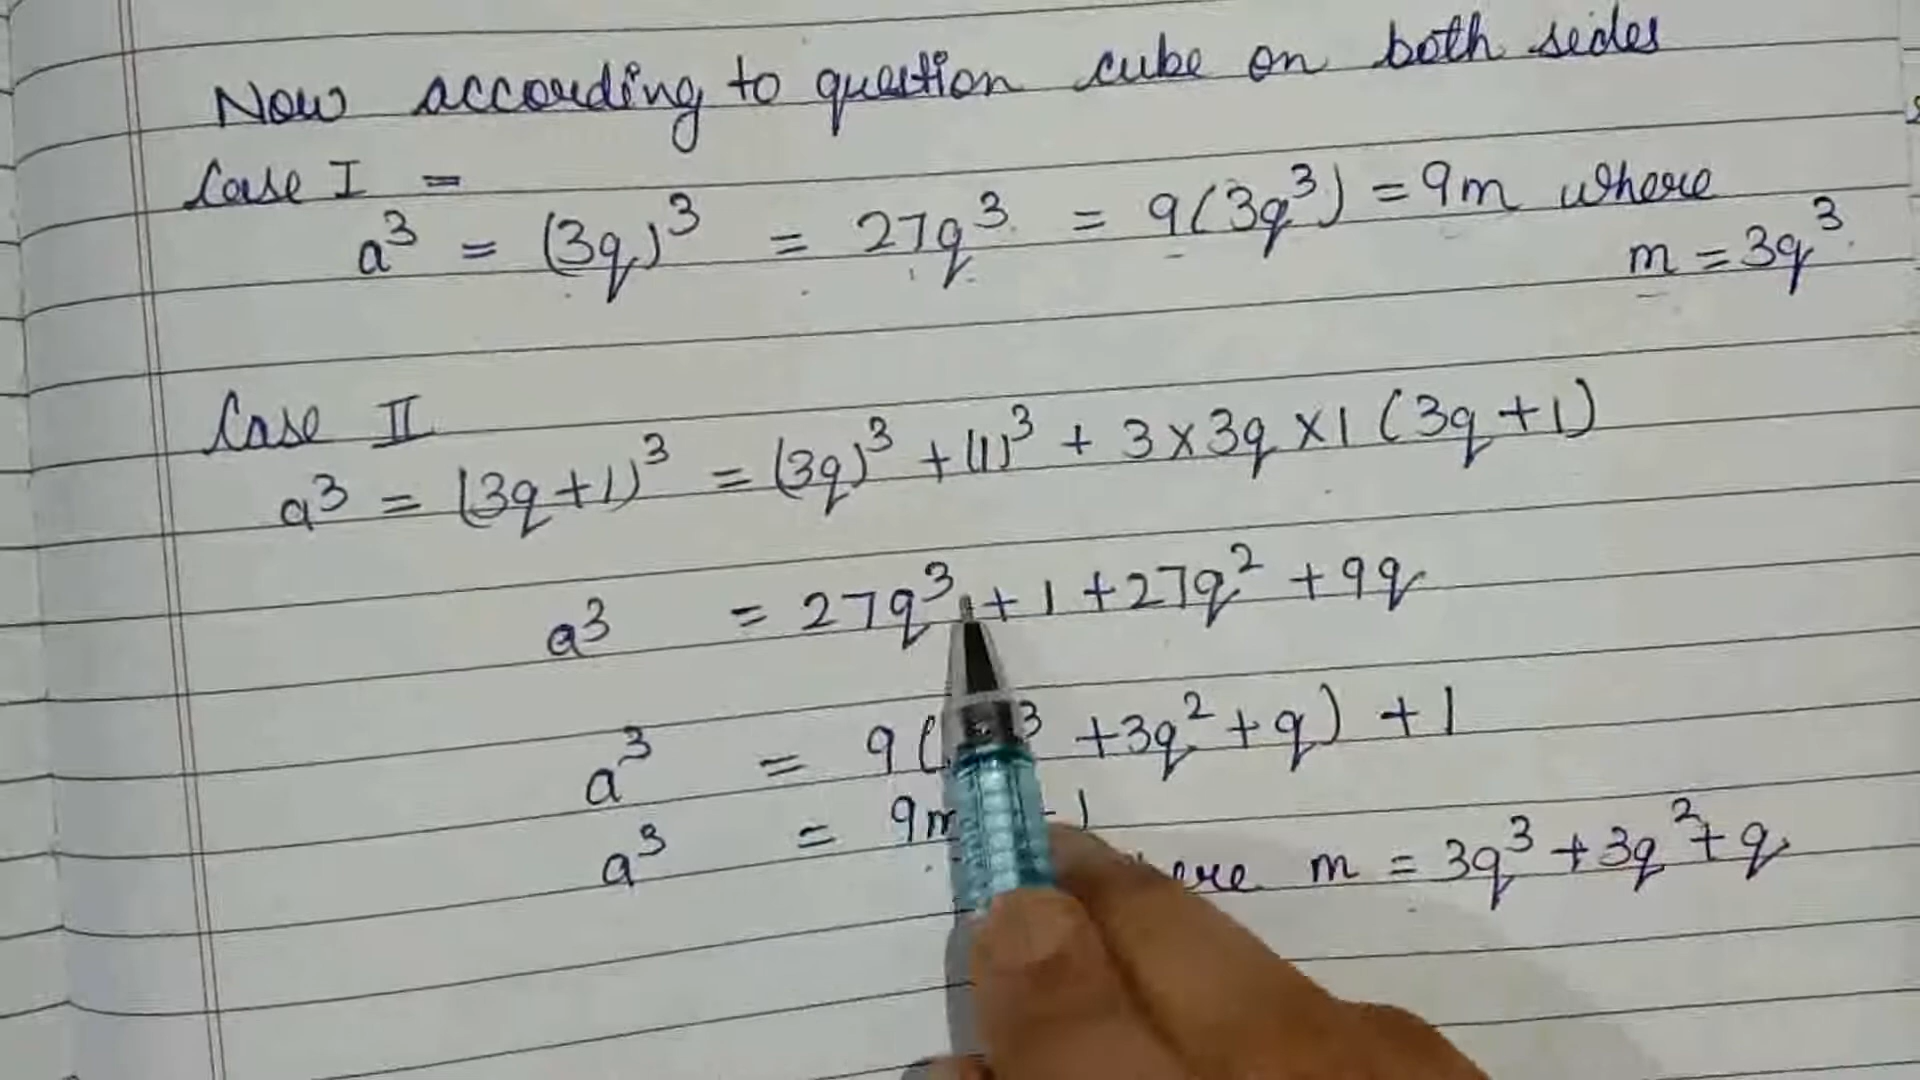 Now according to question cube on both sides
Case I =
a³ = (3q)³ = 27q³ = 9(3q³) = 9m where
m = 3q³
Case II
a³ = (3q+1)³ = (3q)³ + (1)³ + 3×3q×1 (3q+1)
a³ = 27q³ + 1 + 27q² + 9q
a³ = 9( ³ + 3q² + q) + 1
a³ = 9m 1
m = 3q³ + 3q² + q